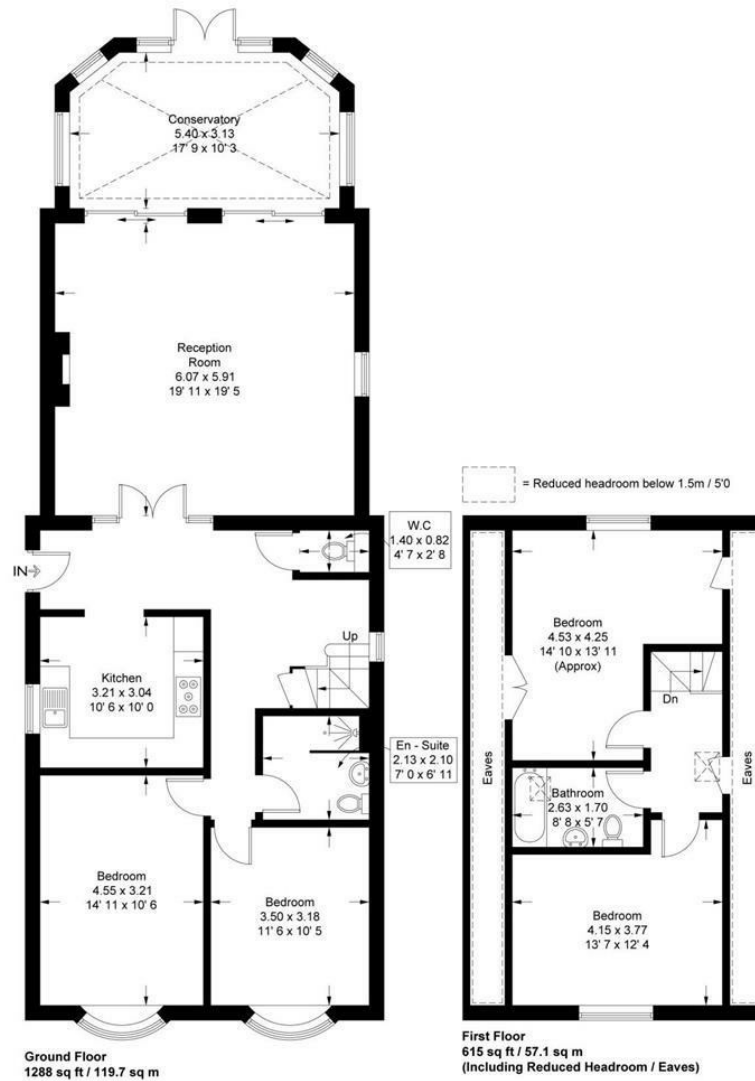 Conservatory
5.40 x 3.13
17' 9 x 10' 3
Reception
Room
6.07 x 5.91
19' 11 x 19' 5
= Reduced headroom below 1.5m / 5'0
W.C
1.40 x 0.82
4' 7 x 2' 8
IN
Up
Kitchen
3.21 x 3.04
10' 6 x 10' 0
En - Suite
2.13 x 2.10
7' 0 x 6' 11
Bedroom
4.55 x 3.21
14' 11 x 10' 6
Bedroom
3.50 x 3.18
11' 6 x 10' 5
Ground Floor
1288 sq ft / 119.7 sq m
Bedroom
4.53 x 4.25
14' 10 x 13' 11
(Approx)
Dn
Eaves
Eaves
Bathroom
2.63 x 1.70
8' 8 x 5' 7
Bedroom
4.15 x 3.77
13' 7 x 12' 4
First Floor
615 sq ft / 57.1 sq m
(Including Reduced Headroom / Eaves)